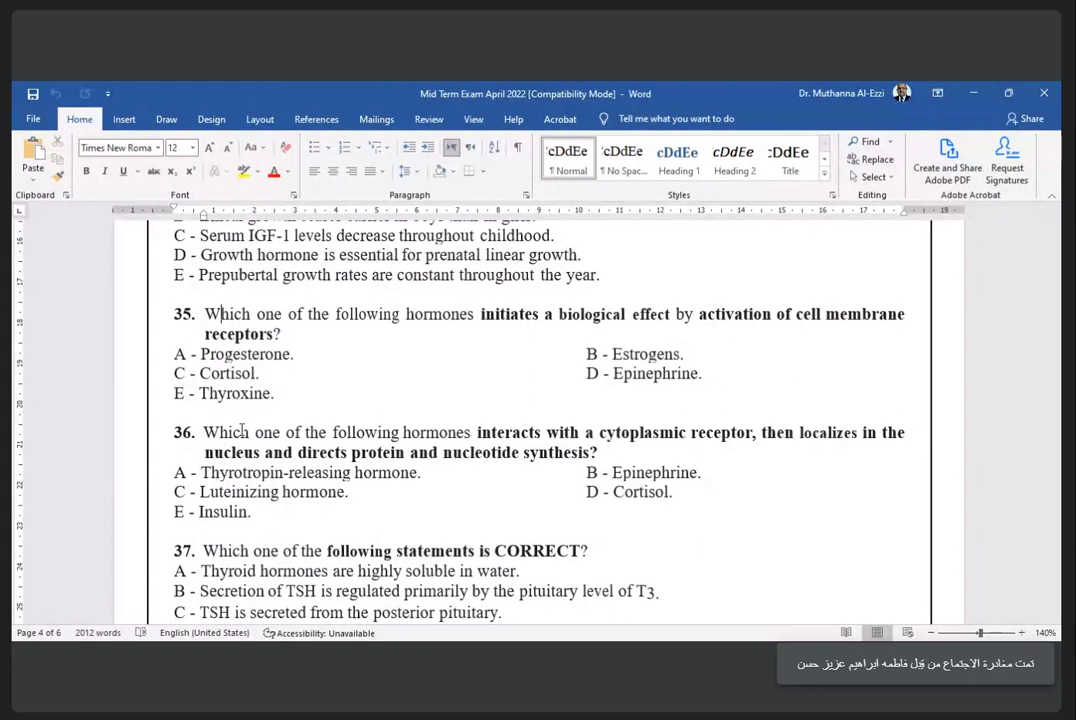 Mid Term Exam April 2022 [Compatibility Mode] - Word
Dr. Muthanna Al-Ezzi
File Home Insert Draw Design Layout References Mailings Review View Help Acrobat Tell me what you want to do Share
Paste
Clipboard
New Times Roma 12
Font
Paragraph
AaBbCcDdEe
¶ Normal ¶ No Spac... Heading 1 Heading 2 Title
Styles
Find
Replace
Select
Editing
Create and Share Adobe PDF
Request Signatures
Adobe Acrobat
C - Serum IGF-1 levels decrease throughout childhood.
D - Growth hormone is essential for prenatal linear growth.
E - Prepubertal growth rates are constant throughout the year.
35. Which one of the following hormones initiates a biological effect by activation of cell membrane
receptors?
A - Progesterone. B - Estrogens.
C - Cortisol. D - Epinephrine.
E - Thyroxine.
36. Which one of the following hormones interacts with a cytoplasmic receptor, then localizes in the
nucleus and directs protein and nucleotide synthesis?
A - Thyrotropin-releasing hormone. B - Epinephrine.
C - Luteinizing hormone. D - Cortisol.
E - Insulin.
37. Which one of the following statements is CORRECT?
A - Thyroid hormones are highly soluble in water.
B - Secretion of TSH is regulated primarily by the pituitary level of T3.
C - TSH is secreted from the posterior pituitary.
Page 4 of 6 2012 words English (United States) Accessibility: Unavailable 140%
تمت مغادرة الاجتماع من قبل فاطمه ابراهيم عزيز حسن